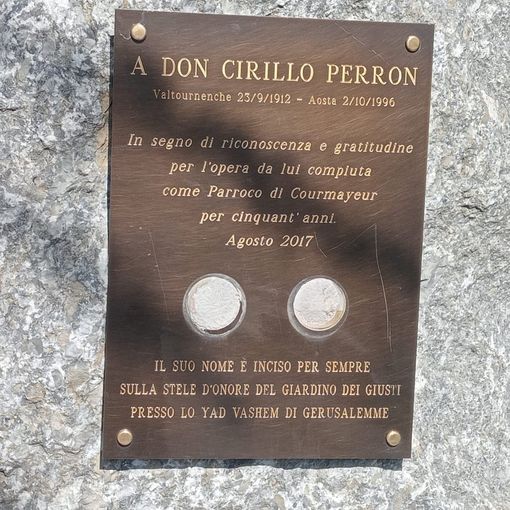 A DON CIRILLO PERRON
Valtournenche 23/9/1912 - Aosta 2/10/1996
In segno di riconoscenza e gratitudine
per l'opera da lui compiuta
come Parroco di Courmayeur
per cinquant'anni.
Agosto 2017
IL SUO NOME È INCISO PER SEMPRE
SULLA STELE D'ONORE DEL GIARDINO DEI GIUSTI
PRESSO LO YAD VASHEM DI GERUSALEMME